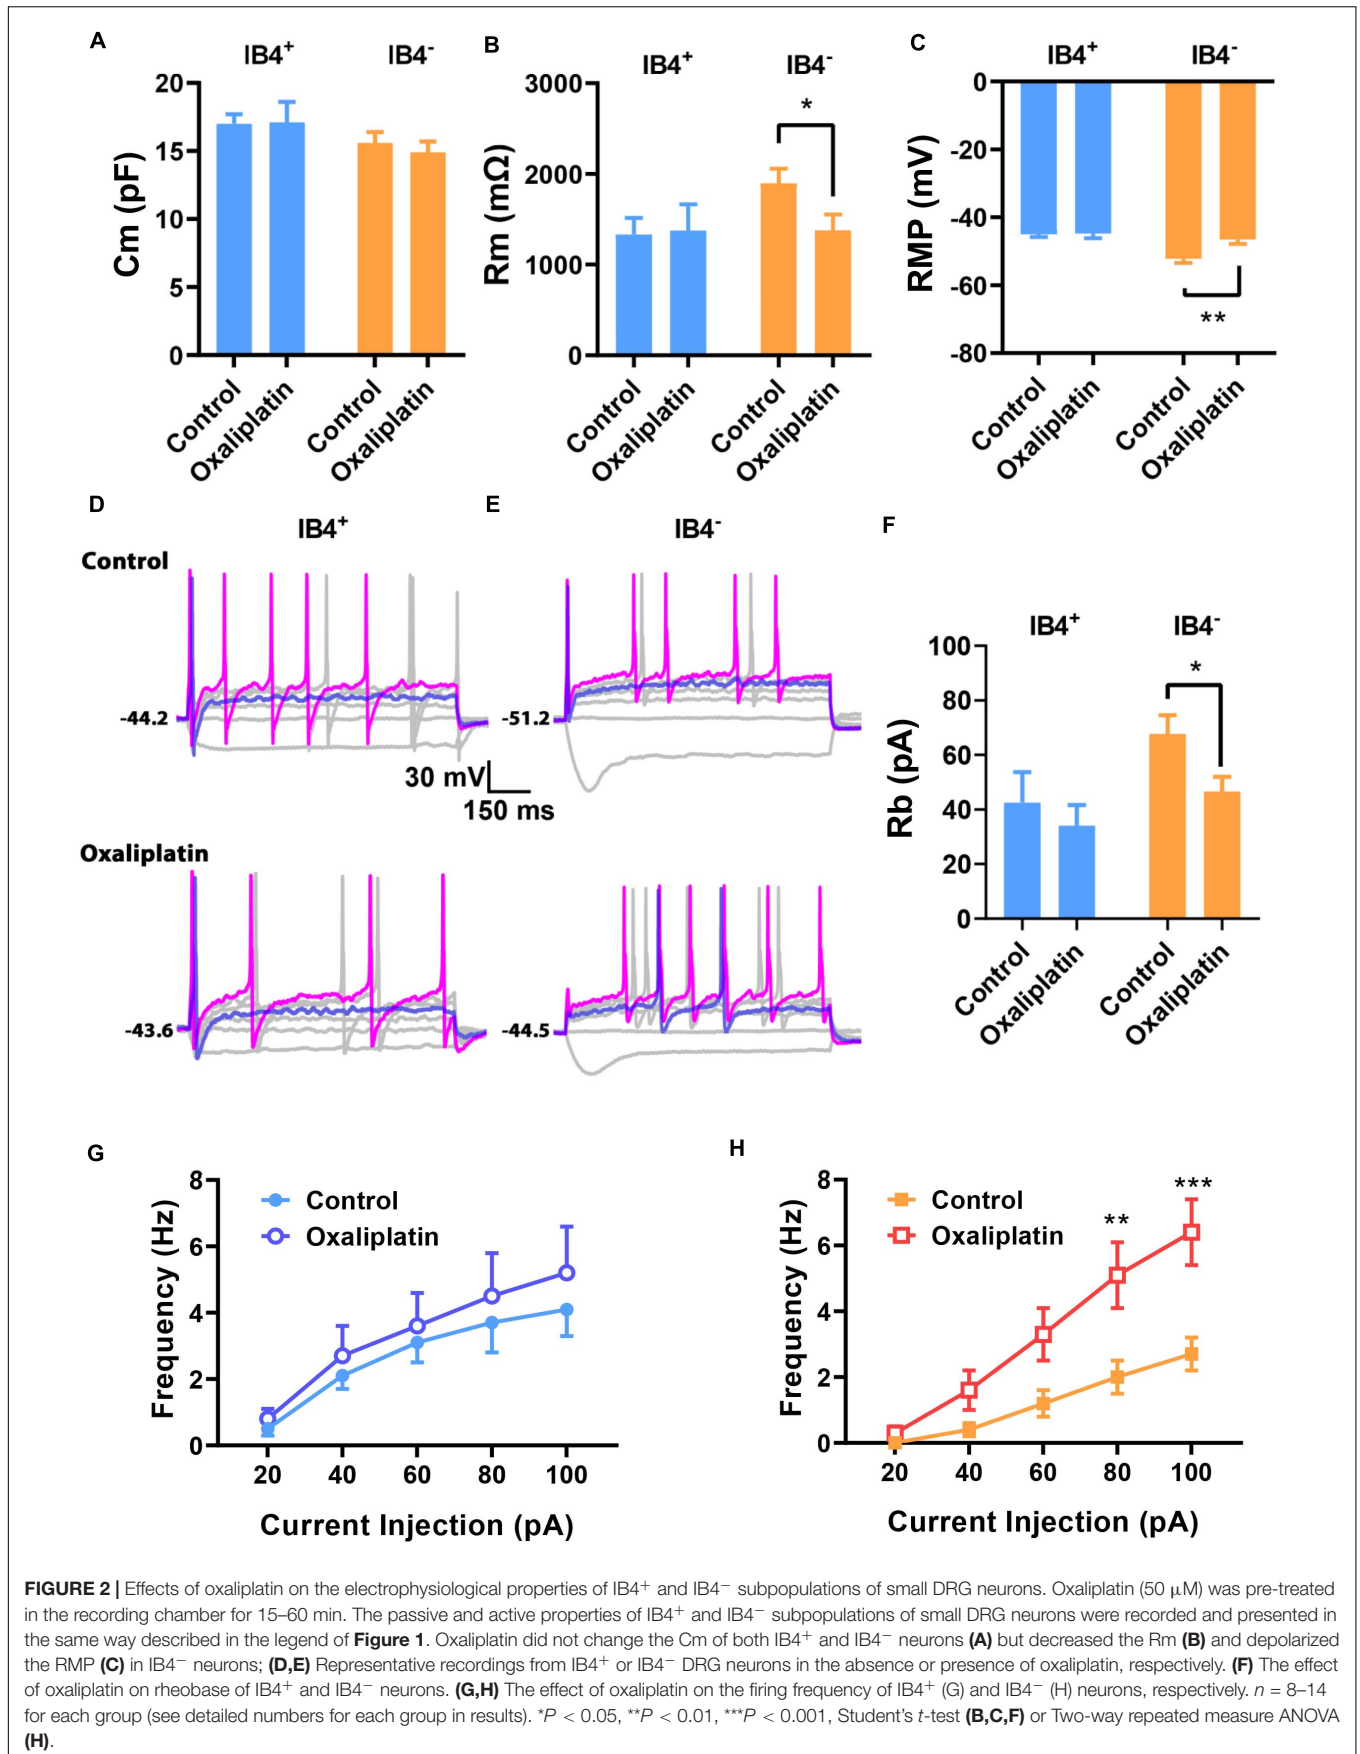 A
IB4+ IB4-
20
15
10
5
0
Cm (pF)
Control
Oxaliplatin
Control
Oxaliplatin
B
IB4+ IB4-
3000
2000
1000
0
Rm (mΩ)
*
Control
Oxaliplatin
Control
Oxaliplatin
C
IB4+ IB4-
0
-20
-40
-60
-80
RMP (mV)
**
Control
Oxaliplatin
Control
Oxaliplatin
D
IB4+
E
IB4-
Control
-44.2
-51.2
30 mV
150 ms
Oxaliplatin
-43.6
-44.5
F
IB4+ IB4-
100
80
60
40
20
0
Rb (pA)
*
Control
Oxaliplatin
Control
Oxaliplatin
G
8
6
4
2
0
Frequency (Hz)
Control
Oxaliplatin
20 40 60 80 100
Current Injection (pA)
H
8
6
4
2
0
Frequency (Hz)
Control
Oxaliplatin
**
***
20 40 60 80 100
Current Injection (pA)
FIGURE 2 | Effects of oxaliplatin on the electrophysiological properties of IB4+ and IB4− subpopulations of small DRG neurons. Oxaliplatin (50 μM) was pre-treated
in the recording chamber for 15–60 min. The passive and active properties of IB4+ and IB4− subpopulations of small DRG neurons were recorded and presented in
the same way described in the legend of Figure 1. Oxaliplatin did not change the Cm of both IB4+ and IB4− neurons (A) but decreased the Rm (B) and depolarized
the RMP (C) in IB4− neurons; (D,E) Representative recordings from IB4+ or IB4− DRG neurons in the absence or presence of oxaliplatin, respectively. (F) The effect
of oxaliplatin on rheobase of IB4+ and IB4− neurons. (G,H) The effect of oxaliplatin on the firing frequency of IB4+ (G) and IB4− (H) neurons, respectively. n = 8–14
for each group (see detailed numbers for each group in results). *P < 0.05, **P < 0.01, ***P < 0.001, Student's t-test (B,C,F) or Two-way repeated measure ANOVA
(H).